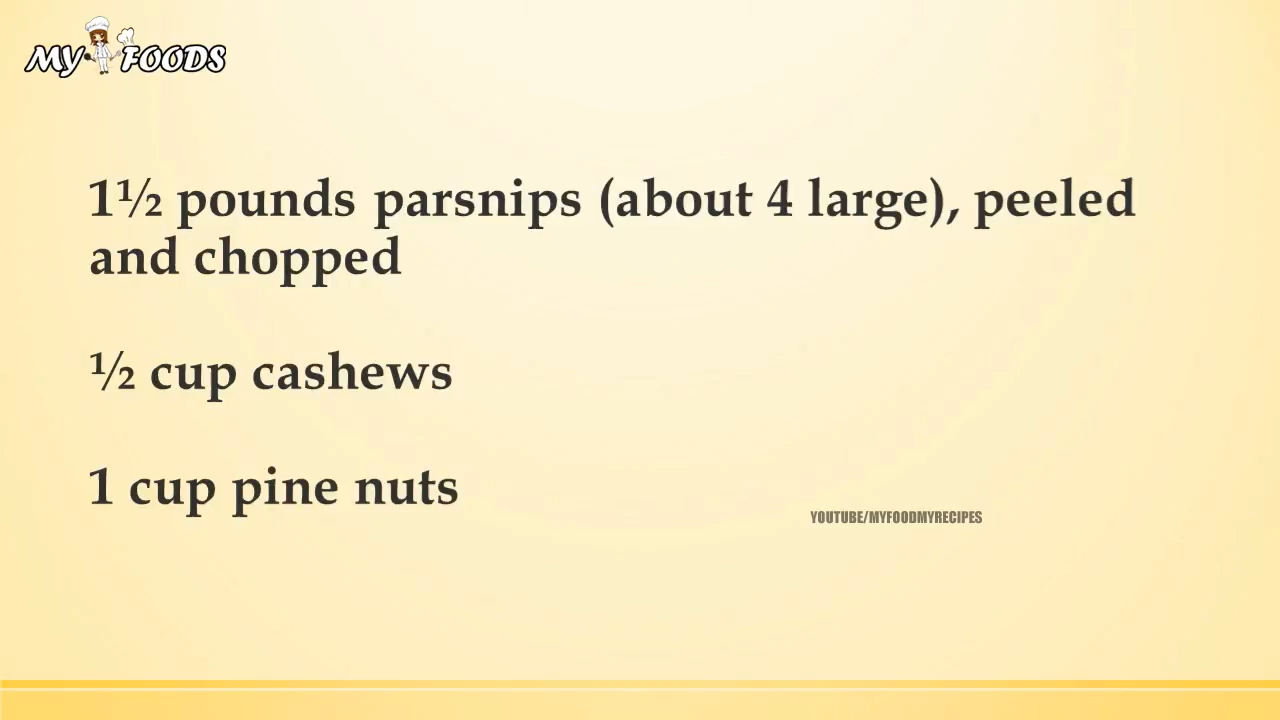 MY FOODS
1½ pounds parsnips (about 4 large), peeled
and chopped
½ cup cashews
1 cup pine nuts
YOUTUBE/MYFOODMYRECIPES